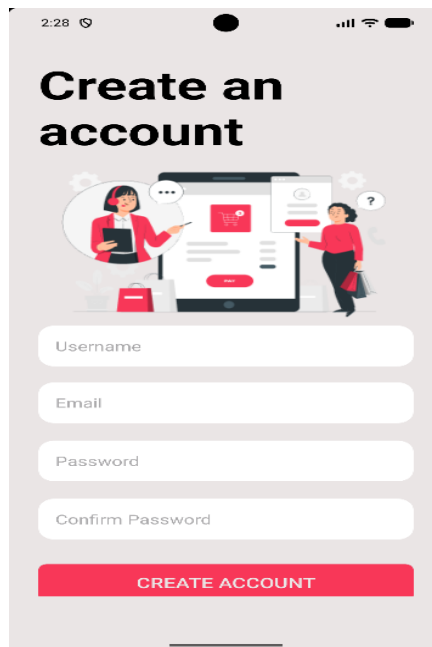 2:28
Create an
account
?
Username
Email
Password
Confirm Password
CREATE ACCOUNT